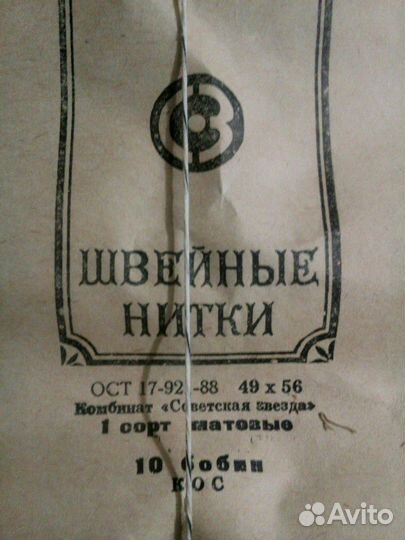 ШВЕЙНЫЕ
НИТКИ
ОСТ 17-92 -88 49 х 56
Комбинат «Советская звезда»
1 сорт матовые
10 бобин
КОС
Avito